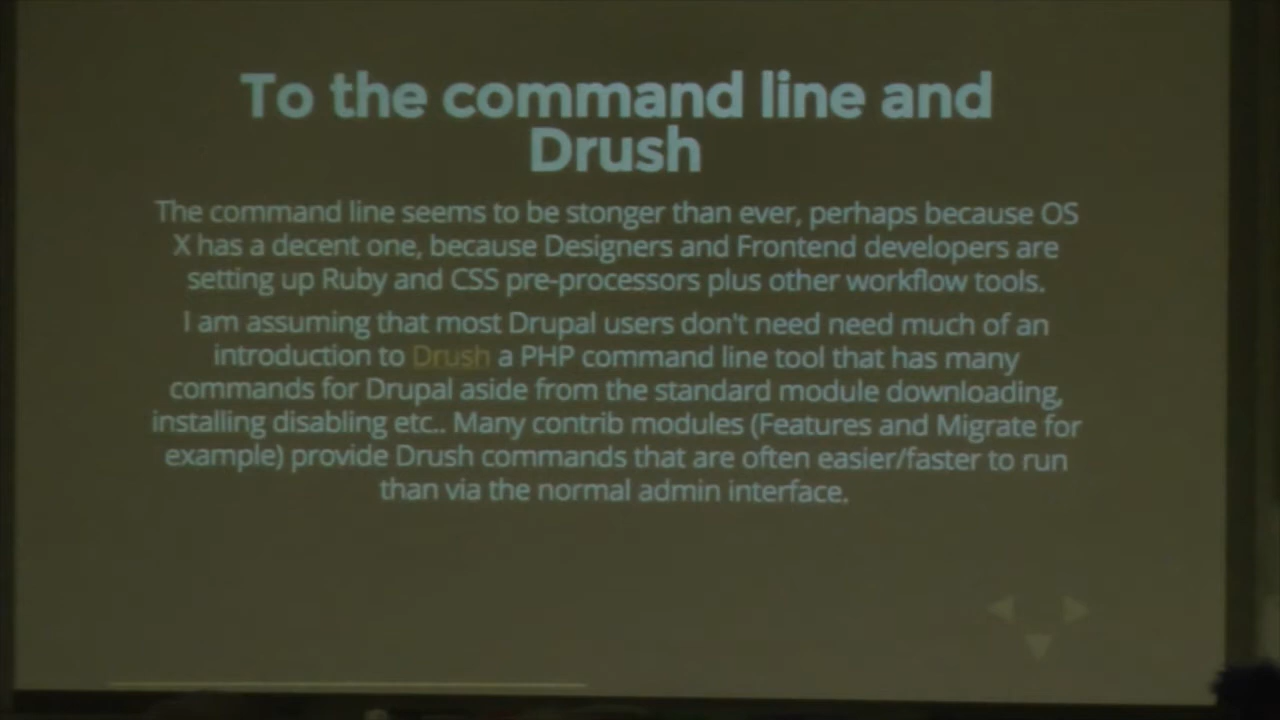 To the command line and
Drush
The command line seems to be stonger than ever, perhaps because OS
X has a decent one, because Designers and Frontend developers are
setting up Ruby and CSS pre-processors plus other workflow tools.
I am assuming that most Drupal users don't need need much of an
introduction to Drush a PHP command line tool that has many
commands for Drupal aside from the standard module downloading,
installing disabling etc.. Many contrib modules (Features and Migrate for
example) provide Drush commands that are often easier/faster to run
than via the normal admin interface.